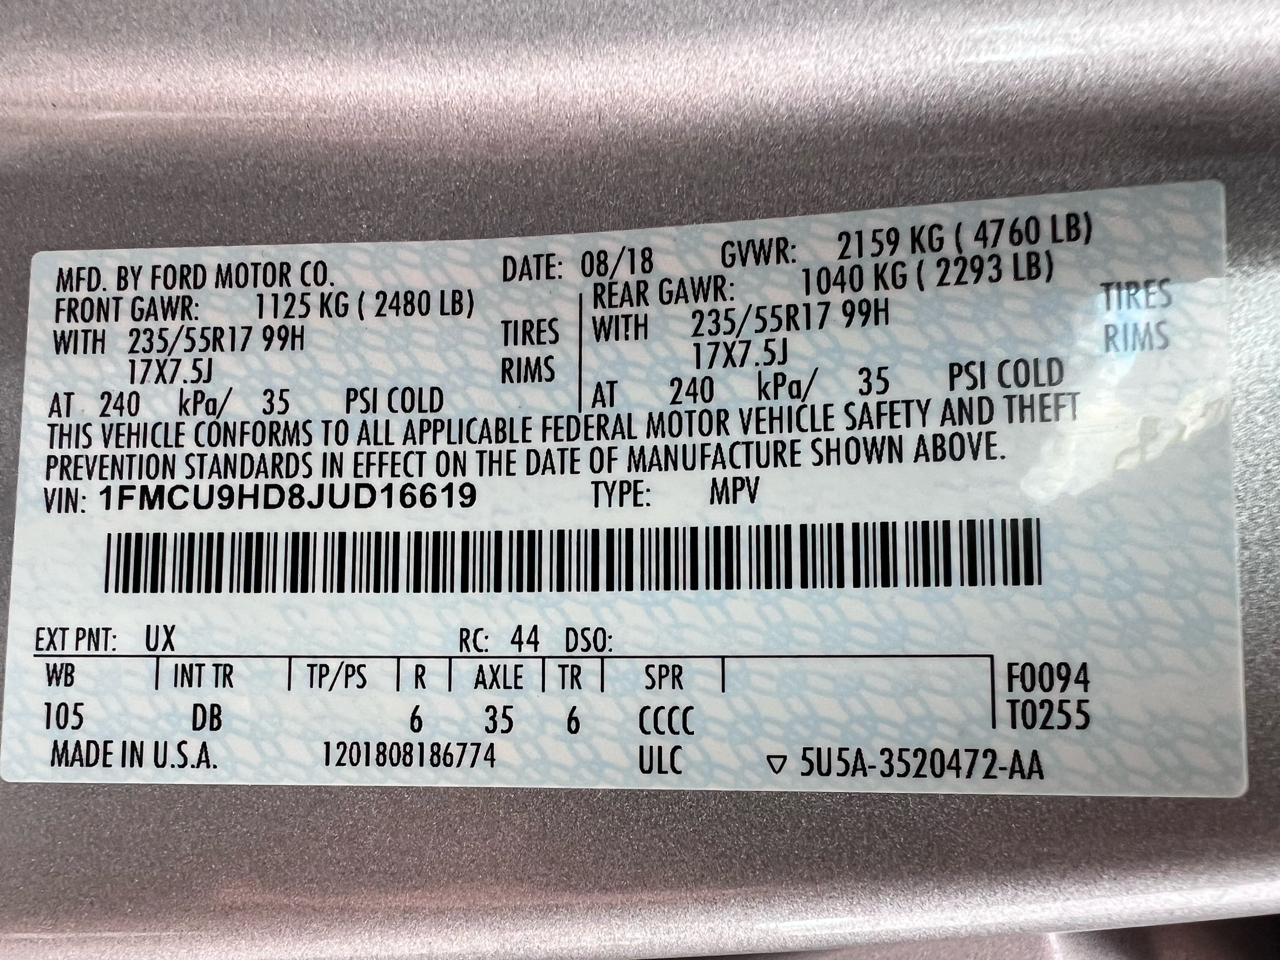 MFD. BY FORD MOTOR CO. DATE: 08/18 GVWR: 2159 KG ( 4760 LB)
FRONT GAWR: 1125 KG ( 2480 LB) REAR GAWR: 1040 KG ( 2293 LB)
WITH 235/55R17 99H TIRES WITH 235/55R17 99H TIRES
17X7.5J RIMS 17X7.5J RIMS
AT 240 kPa/ 35 PSI COLD AT 240 kPa/ 35 PSI COLD
THIS VEHICLE CONFORMS TO ALL APPLICABLE FEDERAL MOTOR VEHICLE SAFETY AND THEFT
PREVENTION STANDARDS IN EFFECT ON THE DATE OF MANUFACTURE SHOWN ABOVE.
VIN: 1FMCU9HD8JUD16619 TYPE: MPV
EXT PNT: UX RC: 44 DSO:
WB INT TR TP/PS R AXLE TR SPR F0094
105 DB 6 35 6 CCCC T0255
MADE IN U.S.A. 1201808186774 ULC ▽ 5U5A-3520472-AA